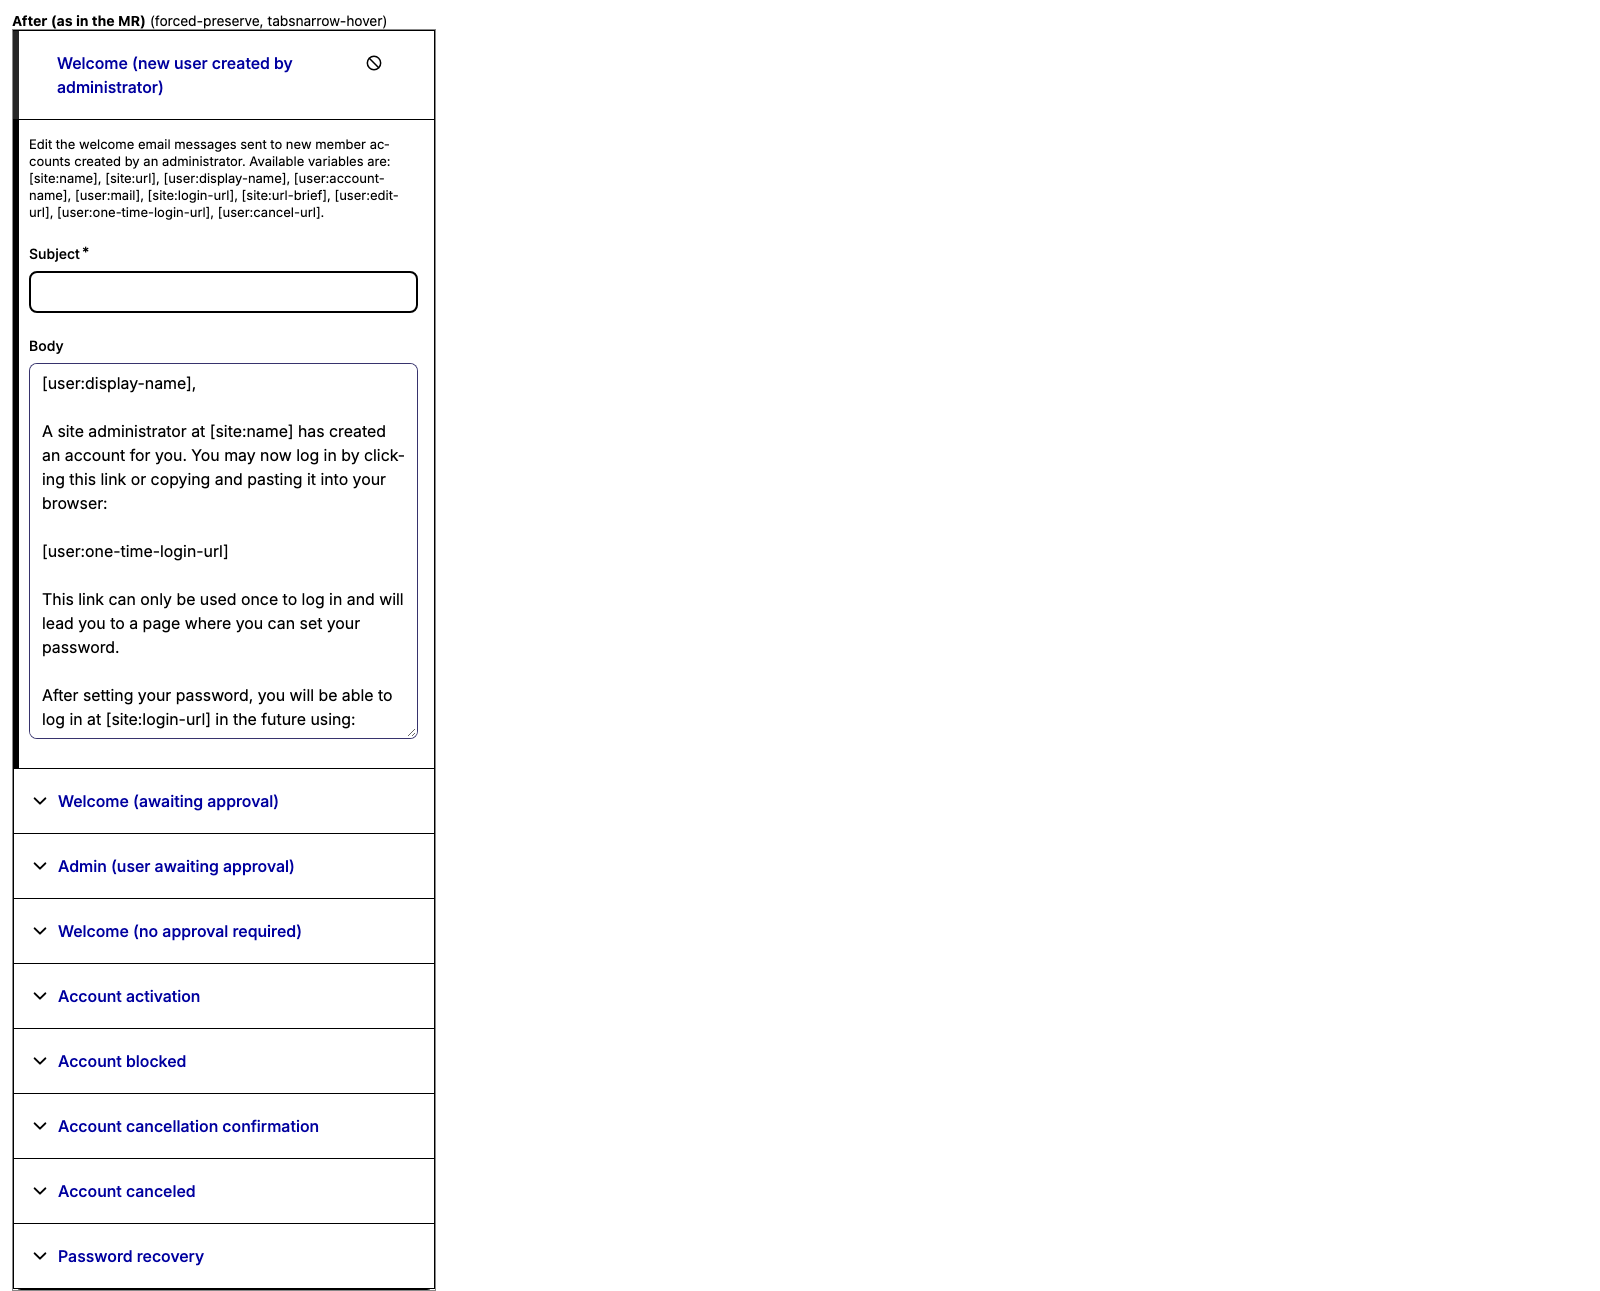 After (as in the MR) (forced-preserve, tabsnarrow-hover)
Welcome (new user created by
administrator)
Edit the welcome email messages sent to new member ac-
counts created by an administrator. Available variables are:
[site:name], [site:url], [user:display-name], [user:account-
name], [user:mail], [site:login-url], [site:url-brief], [user:edit-
url], [user:one-time-login-url], [user:cancel-url].
Subject*
Body
[user:display-name],
A site administrator at [site:name] has created
an account for you. You may now log in by click-
ing this link or copying and pasting it into your
browser:
[user:one-time-login-url]
This link can only be used once to log in and will
lead you to a page where you can set your
password.
After setting your password, you will be able to
log in at [site:login-url] in the future using:
Welcome (awaiting approval)
Admin (user awaiting approval)
Welcome (no approval required)
Account activation
Account blocked
Account cancellation confirmation
Account canceled
Password recovery